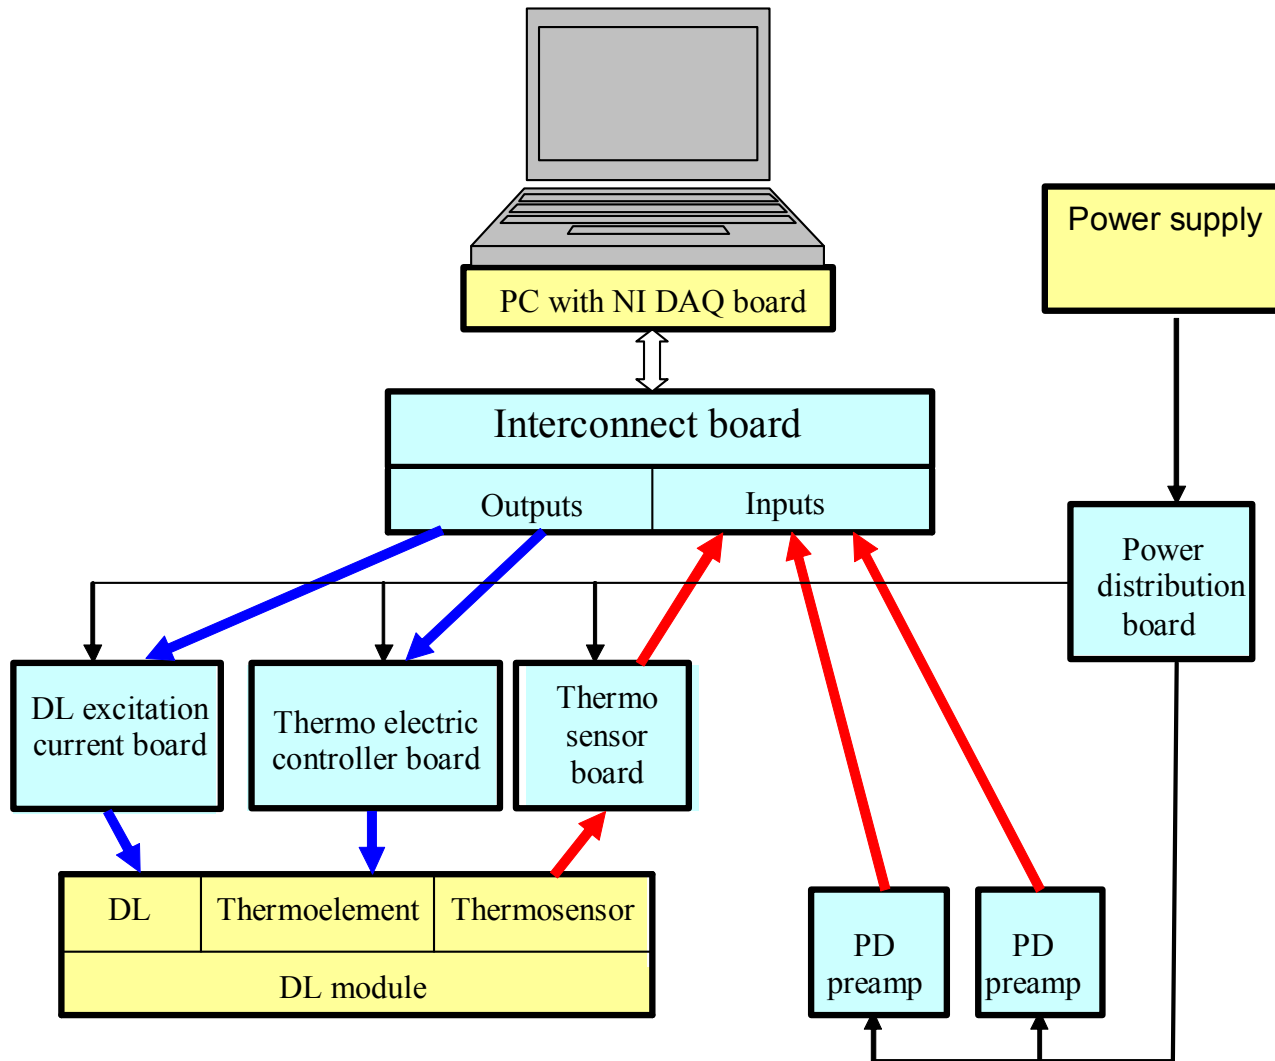 Power supply
PC with NI DAQ board
Interconnect board
Outputs
Inputs
Power
distribution
board
DL excitation
current board
Thermo electric
controller board
Thermo
sensor
board
DL
Thermoelement
Thermosensor
DL module
PD
preamp
PD
preamp